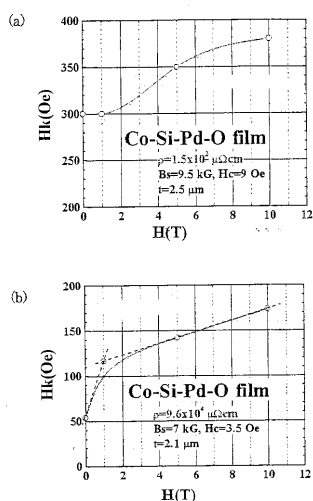 (a)
400
350
300
250
200
Hk(Oe)
Co-Si-Pd-O film
ρ=1.5x10² μΩcm
Bs=9.5 kG, Hc=9 Oe
t=2.5 μm
0 2 4 6 8 10 12
H(T)
(b)
200
150
100
50
0
Hk(Oe)
Co-Si-Pd-O film
ρ=9.6x10⁴ μΩcm
Bs=7 kG, Hc=3.5 Oe
t=2.1 μm
0 2 4 6 8 10 12
H(T)